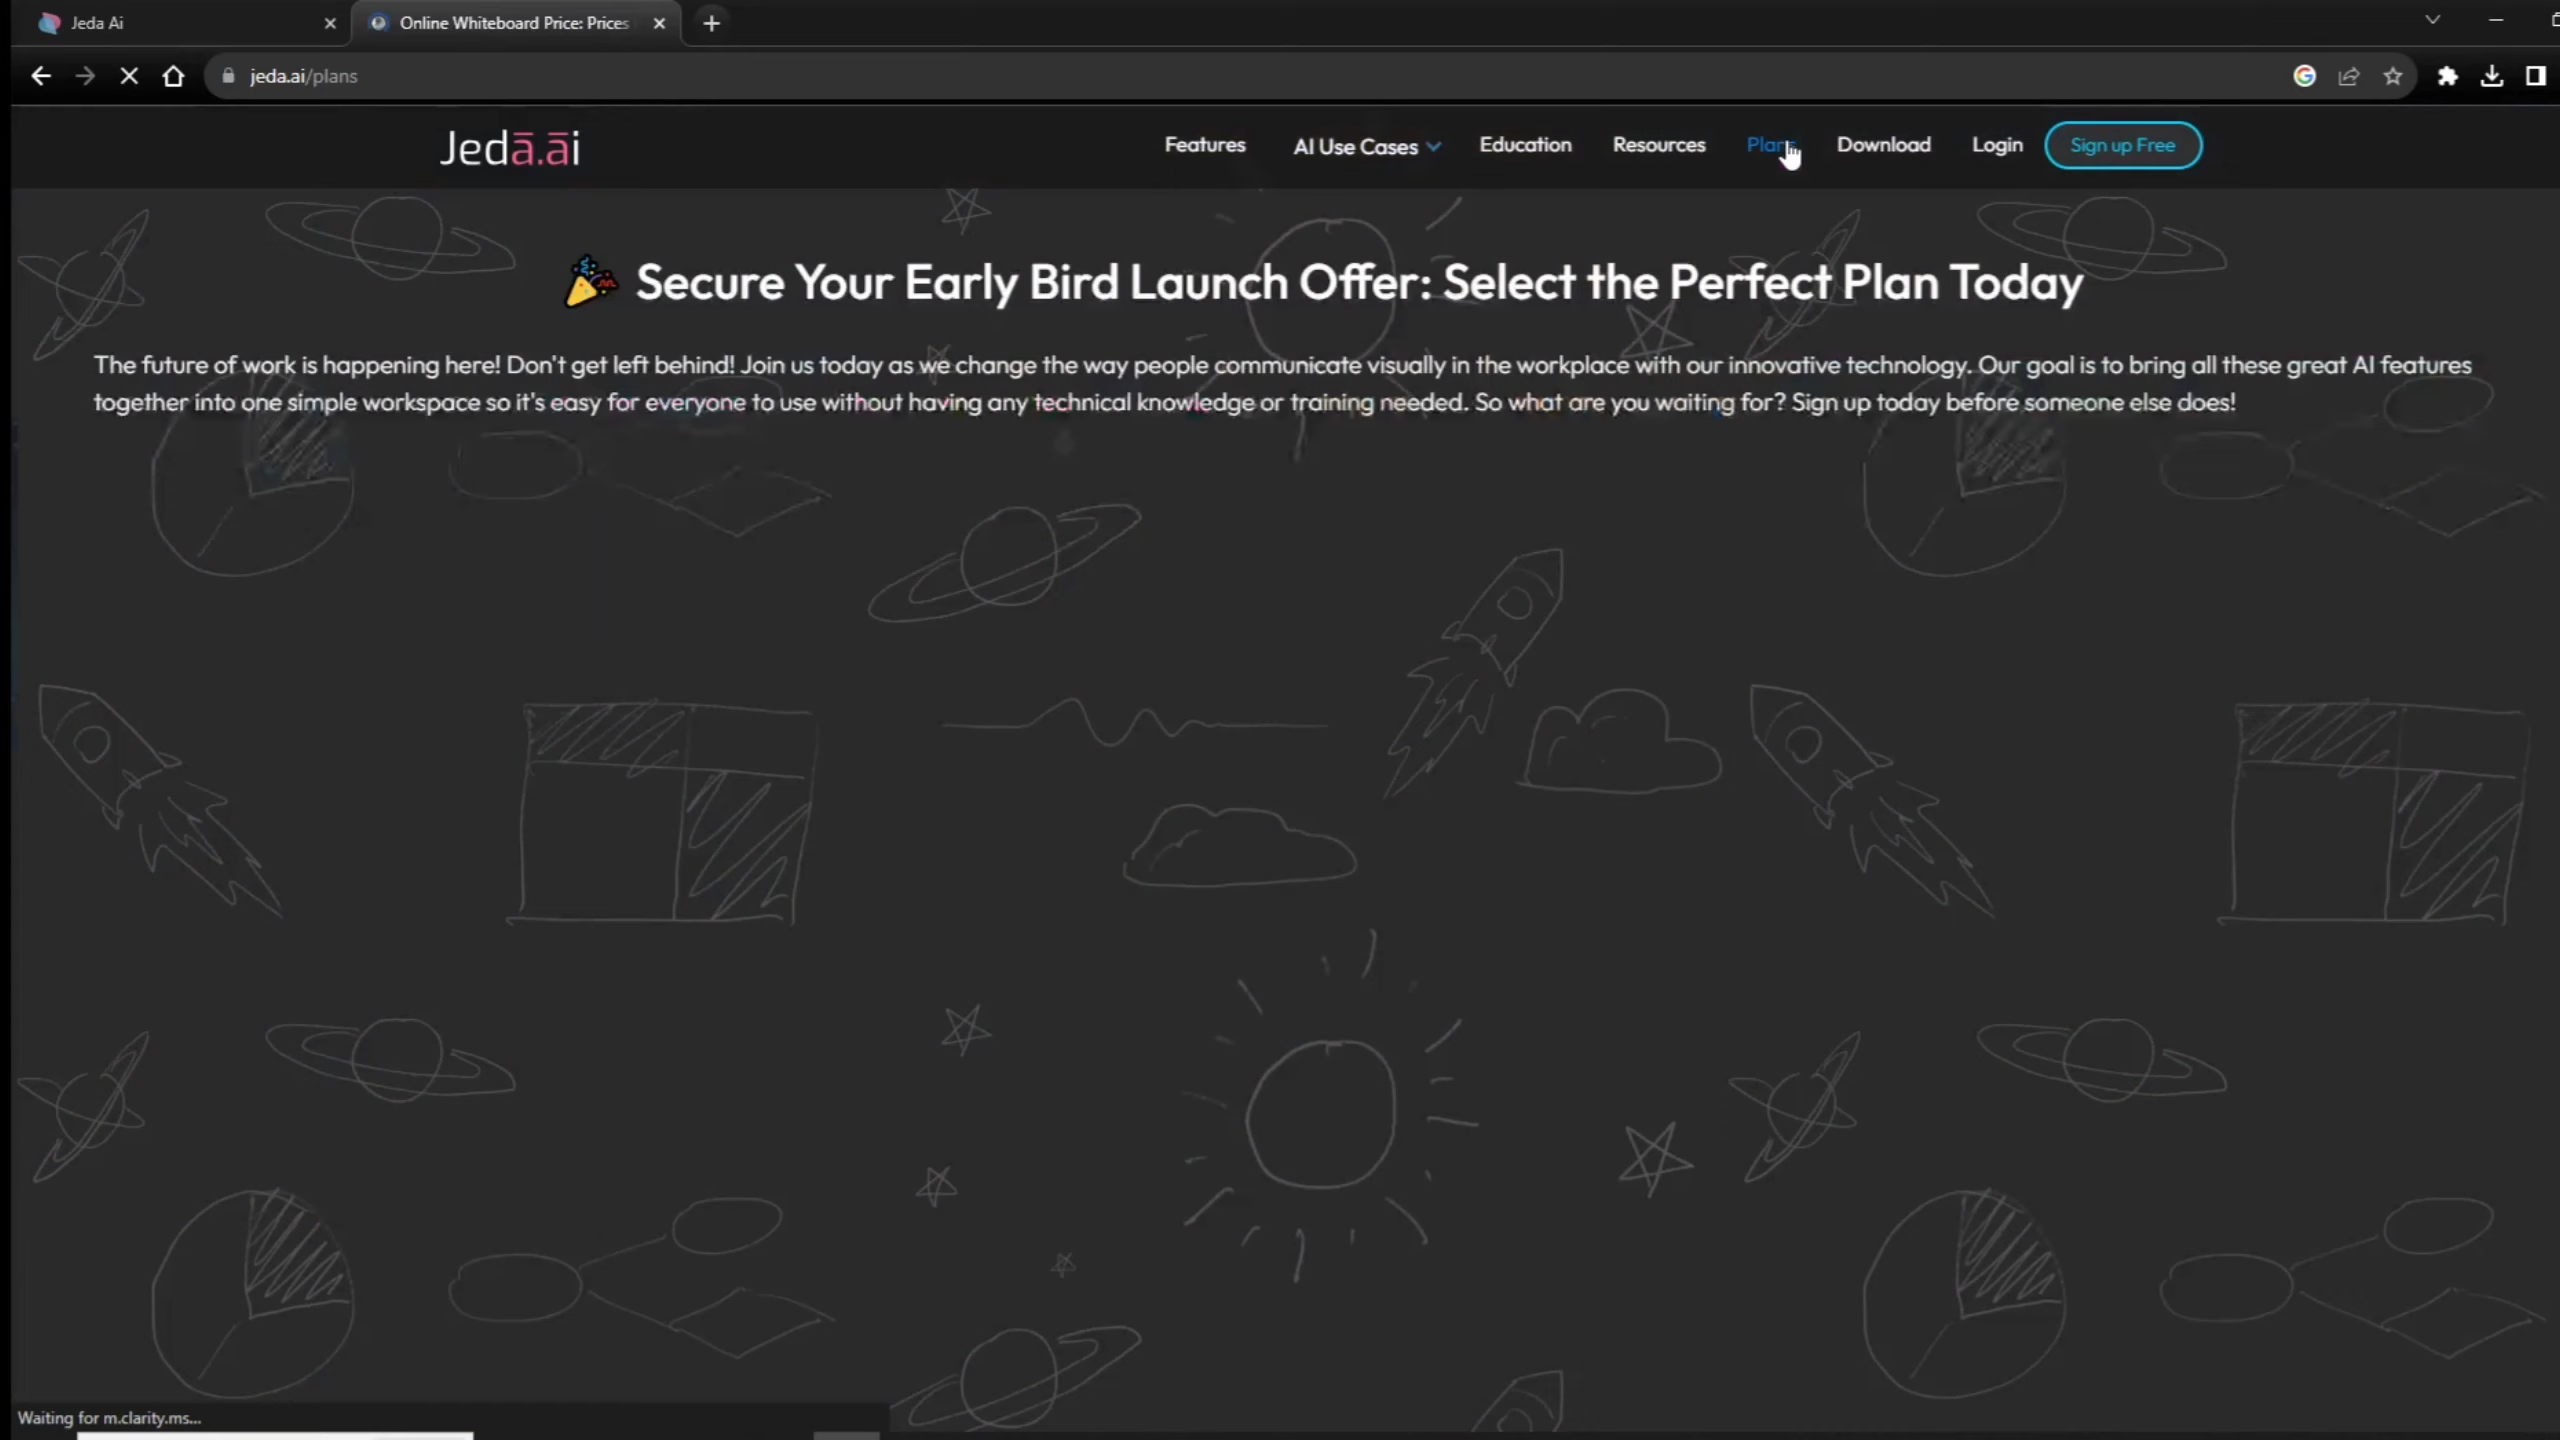 Jeda Ai
Online Whiteboard Price: Prices
jeda.ai/plans
Jedā.āi
Features
AI Use Cases
Education
Resources
Plans
Download
Login
Sign up Free
🎉 Secure Your Early Bird Launch Offer: Select the Perfect Plan Today
The future of work is happening here! Don't get left behind! Join us today as we change the way people communicate visually in the workplace with our innovative technology. Our goal is to bring all these great AI features
together into one simple workspace so it's easy for everyone to use without having any technical knowledge or training needed. So what are you waiting for? Sign up today before someone else does!
Waiting for m.clarity.ms...